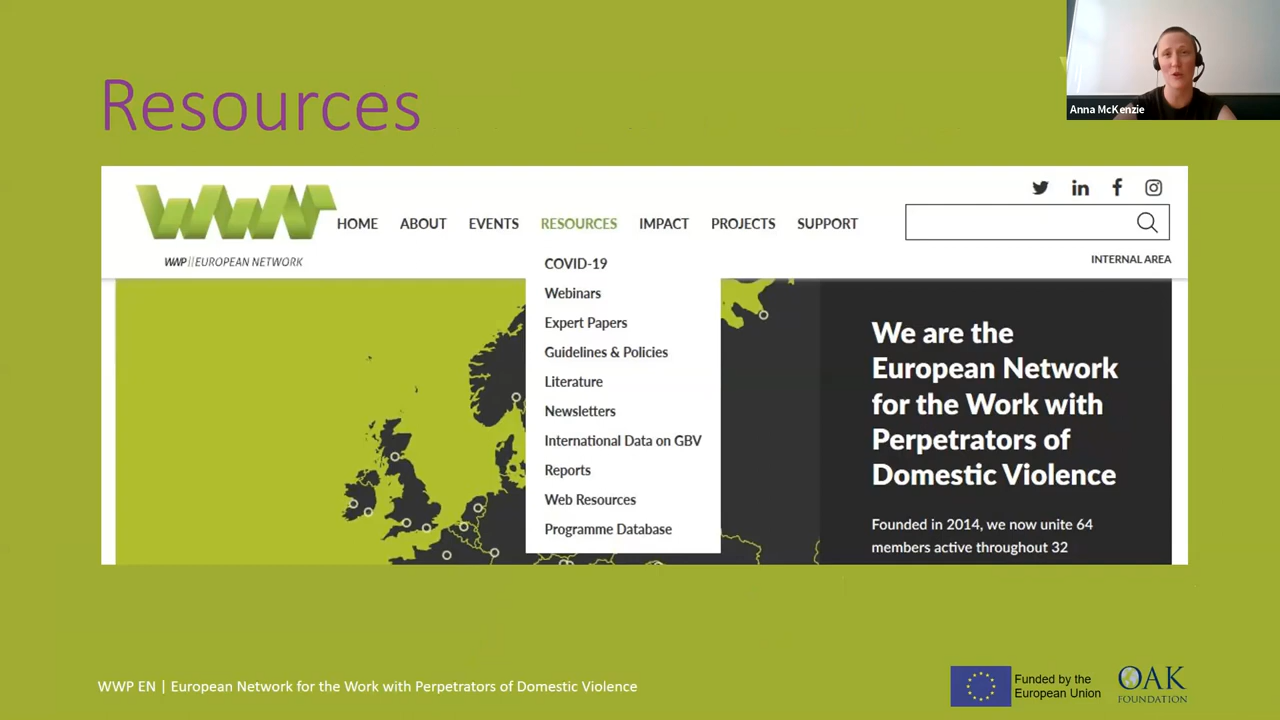 Resources
Anna McKenzie
WWP||EUROPEAN NETWORK
HOME ABOUT EVENTS RESOURCES IMPACT PROJECTS SUPPORT
INTERNAL AREA
COVID-19
Webinars
Expert Papers
Guidelines & Policies
Literature
Newsletters
International Data on GBV
Reports
Web Resources
Programme Database
We are the
European Network
for the Work with
Perpetrators of
Domestic Violence
Founded in 2014, we now unite 64
members active throughout 32
WWP EN | European Network for the Work with Perpetrators of Domestic Violence
Funded by the
European Union
OAK
FOUNDATION